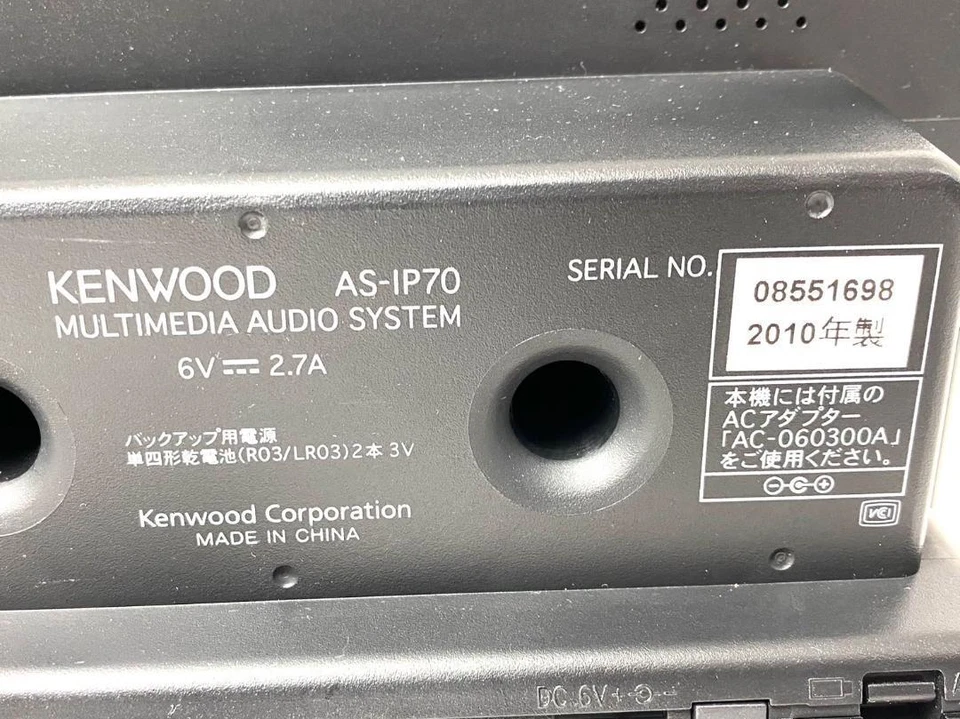 KENWOOD AS-IP70
MULTIMEDIA AUDIO SYSTEM
6V 2.7A
バックアップ用電源
単四形乾電池(R03/LR03)2本 3V
Kenwood Corporation
MADE IN CHINA
SERIAL NO.
08551698
2010年製
本機には付属の
ACアダプター
「AC-060300A」
をご使用ください。
VCCI
DC 6V